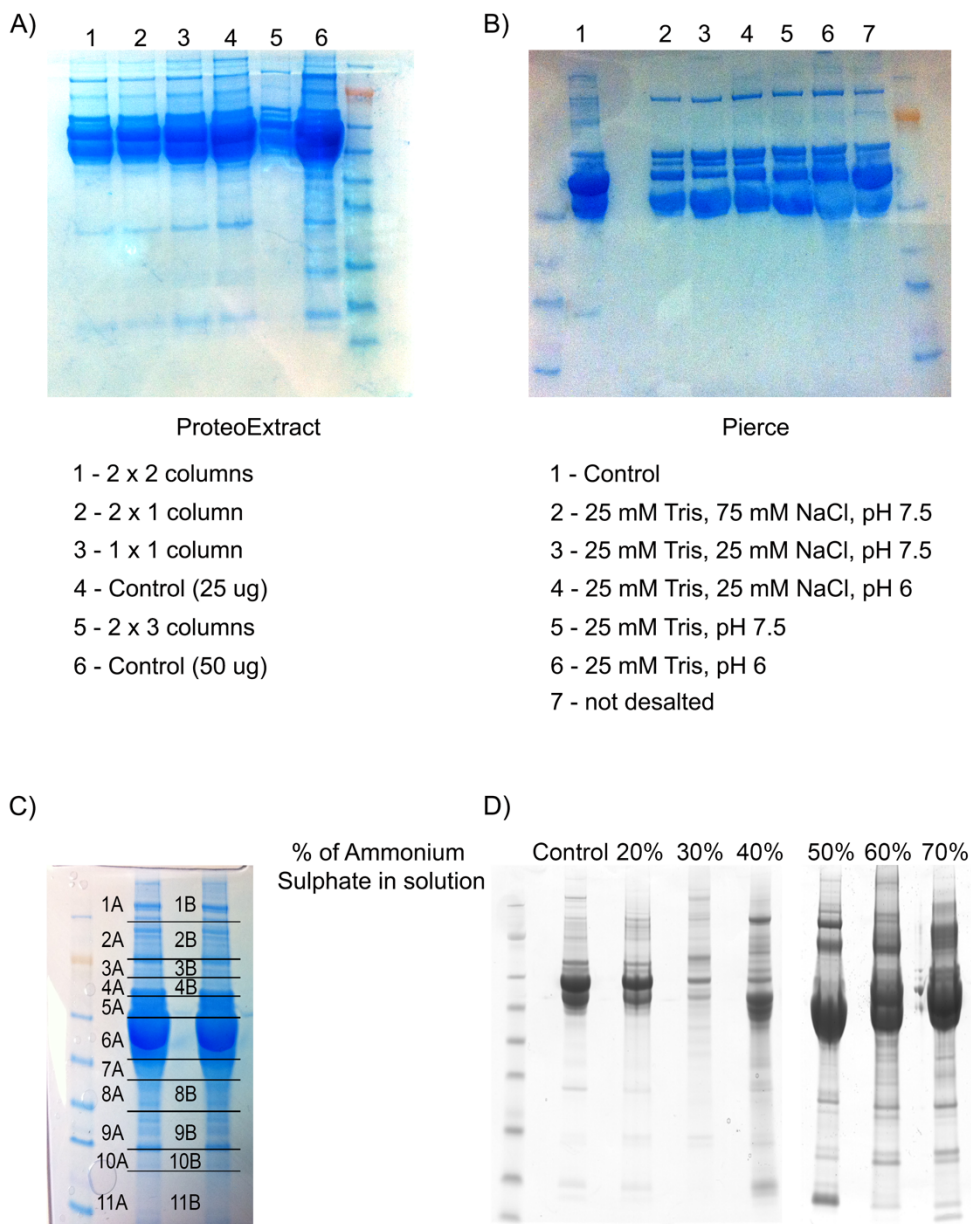 A)
1 2 3 4 5 6
ProteoExtract
1 - 2 x 2 columns
2 - 2 x 1 column
3 - 1 x 1 column
4 - Control (25 ug)
5 - 2 x 3 columns
6 - Control (50 ug)
B)
1 2 3 4 5 6 7
Pierce
1 - Control
2 - 25 mM Tris, 75 mM NaCl, pH 7.5
3 - 25 mM Tris, 25 mM NaCl, pH 7.5
4 - 25 mM Tris, 25 mM NaCl, pH 6
5 - 25 mM Tris, pH 7.5
6 - 25 mM Tris, pH 6
7 - not desalted
C)
1A 1B
2A 2B
3A 3B
4A 4B
5A
6A
7A
8A 8B
9A 9B
10A 10B
11A 11B
D)
% of Ammonium
Sulphate in solution
Control 20% 30% 40% 50% 60% 70%